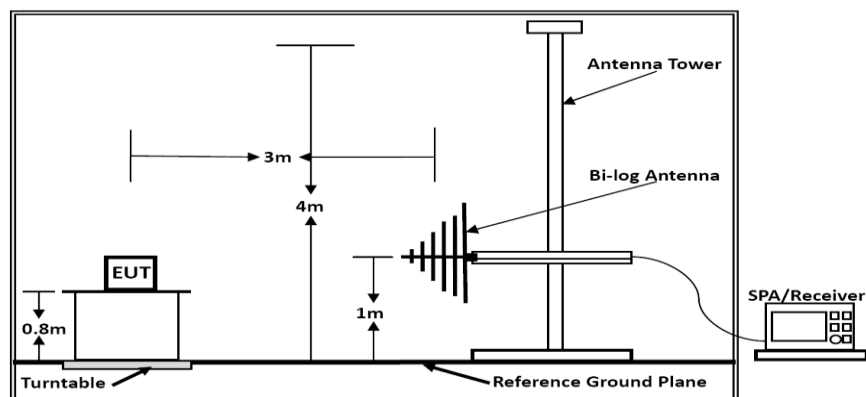 Antenna Tower
3m
Bi-log Antenna
4m
EUT
SPA/Receiver
0.8m
1m
Turntable
Reference Ground Plane